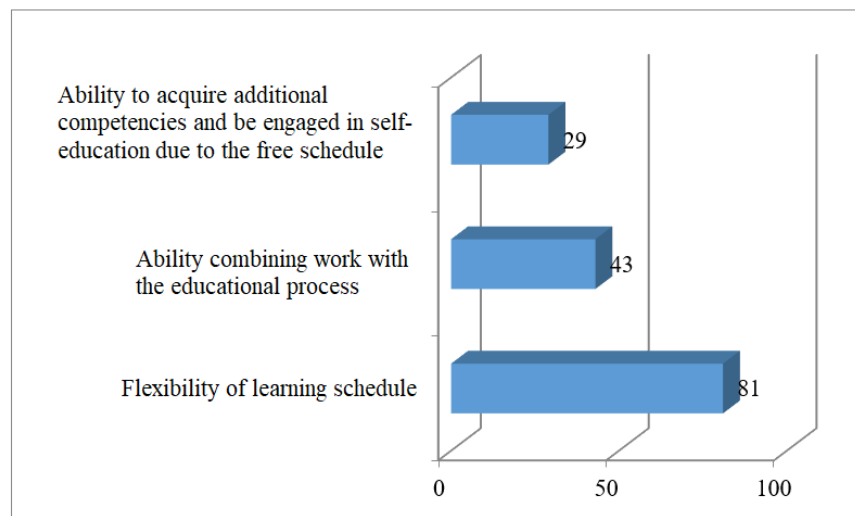 Ability to acquire additional
competencies and be engaged in self-
education due to the free schedule
29
Ability combining work with
the educational process
43
Flexibility of learning schedule
81
0
50
100